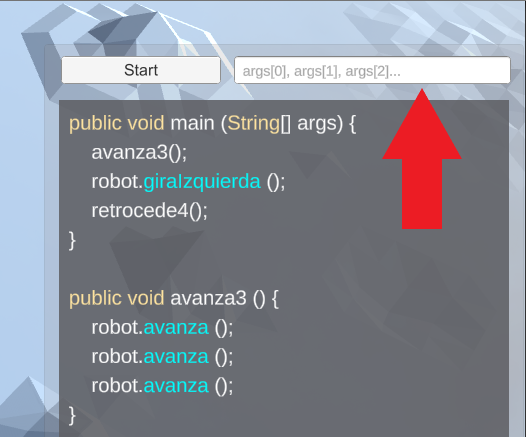 Start
args[0], args[1], args[2]...
public void main (String[] args) {
avanza3();
robot.giraIzquierda ();
retrocede4();
}
public void avanza3 () {
robot.avanza ();
robot.avanza ();
robot.avanza ();
}